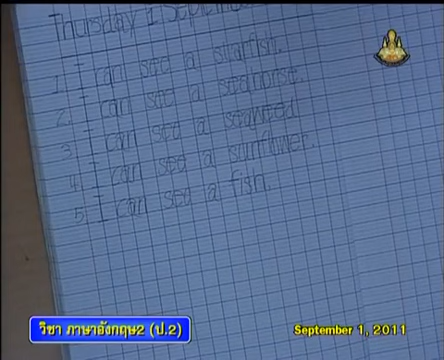 Thursday 1 September
1. I can see a starfish.
2. I can see a seahorse.
3. I can see a seaweed.
4. I can see a sunflower.
5. I can see a fish.
วิชา ภาษาอังกฤษ2 (ป.2)
September 1, 2011